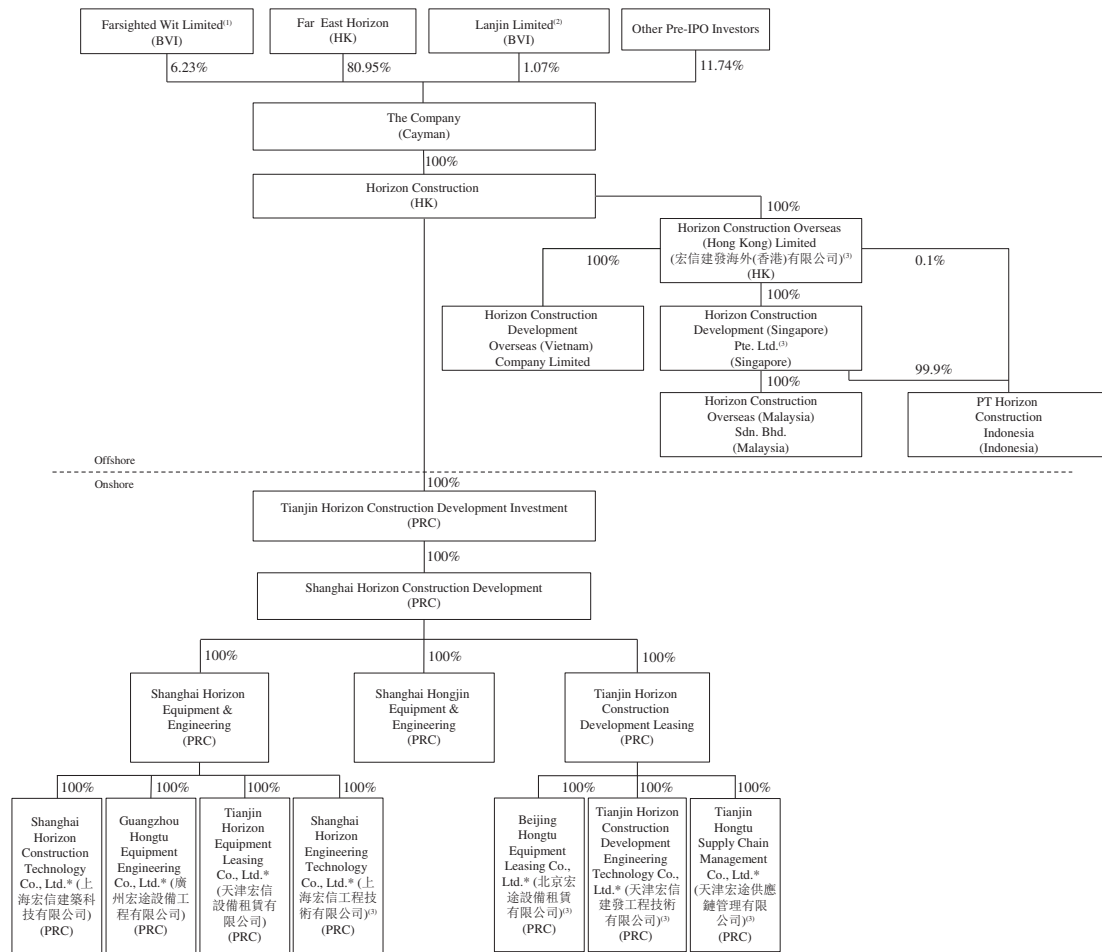 Farsighted Wit Limited(1)
(BVI)
Far East Horizon
(HK)
Lanjin Limited(2)
(BVI)
Other Pre-IPO Investors
6.23%
80.95%
1.07%
11.74%
The Company
(Cayman)
100%
Horizon Construction
(HK)
100%
Horizon Construction Overseas
(Hong Kong) Limited
(宏信建發海外(香港)有限公司)(3)
(HK)
100%
0.1%
100%
Horizon Construction
Development
Overseas (Vietnam)
Company Limited
Horizon Construction
Development (Singapore)
Pte. Ltd.(3)
(Singapore)
99.9%
100%
Horizon Construction
Overseas (Malaysia)
Sdn. Bhd.
(Malaysia)
PT Horizon
Construction
Indonesia
(Indonesia)
Offshore
Onshore
100%
Tianjin Horizon Construction Development Investment
(PRC)
100%
Shanghai Horizon Construction Development
(PRC)
100%
100%
100%
Shanghai Horizon
Equipment &
Engineering
(PRC)
Shanghai Hongjin
Equipment &
Engineering
(PRC)
Tianjin Horizon
Construction
Development Leasing
(PRC)
100%
100%
100%
100%
100%
100%
100%
Shanghai
Horizon
Construction
Technology
Co., Ltd.* (上
海宏信建築科
技有限公司)
(PRC)
Guangzhou
Hongtu
Equipment
Engineering
Co., Ltd.* (廣
州宏途設備工
程有限公司)
(PRC)
Tianjin
Horizon
Equipment
Leasing
Co., Ltd.*
(天津宏信
設備租賃有
限公司)
(PRC)
Shanghai
Horizon
Engineering
Technology
Co., Ltd.* (上
海宏信工程技
術有限公司)(3)
(PRC)
Beijing
Hongtu
Equipment
Leasing Co.,
Ltd.* (北京宏
途設備租賃
有限公司)(3)
(PRC)
Tianjin Horizon
Construction
Development
Engineering
Technology Co.,
Ltd.* (天津宏信
建發工程技術
有限公司)(3)
(PRC)
Tianjin
Hongtu
Supply Chain
Management
Co., Ltd.*
(天津宏途供應
鏈管理有限
公司)(3)
(PRC)